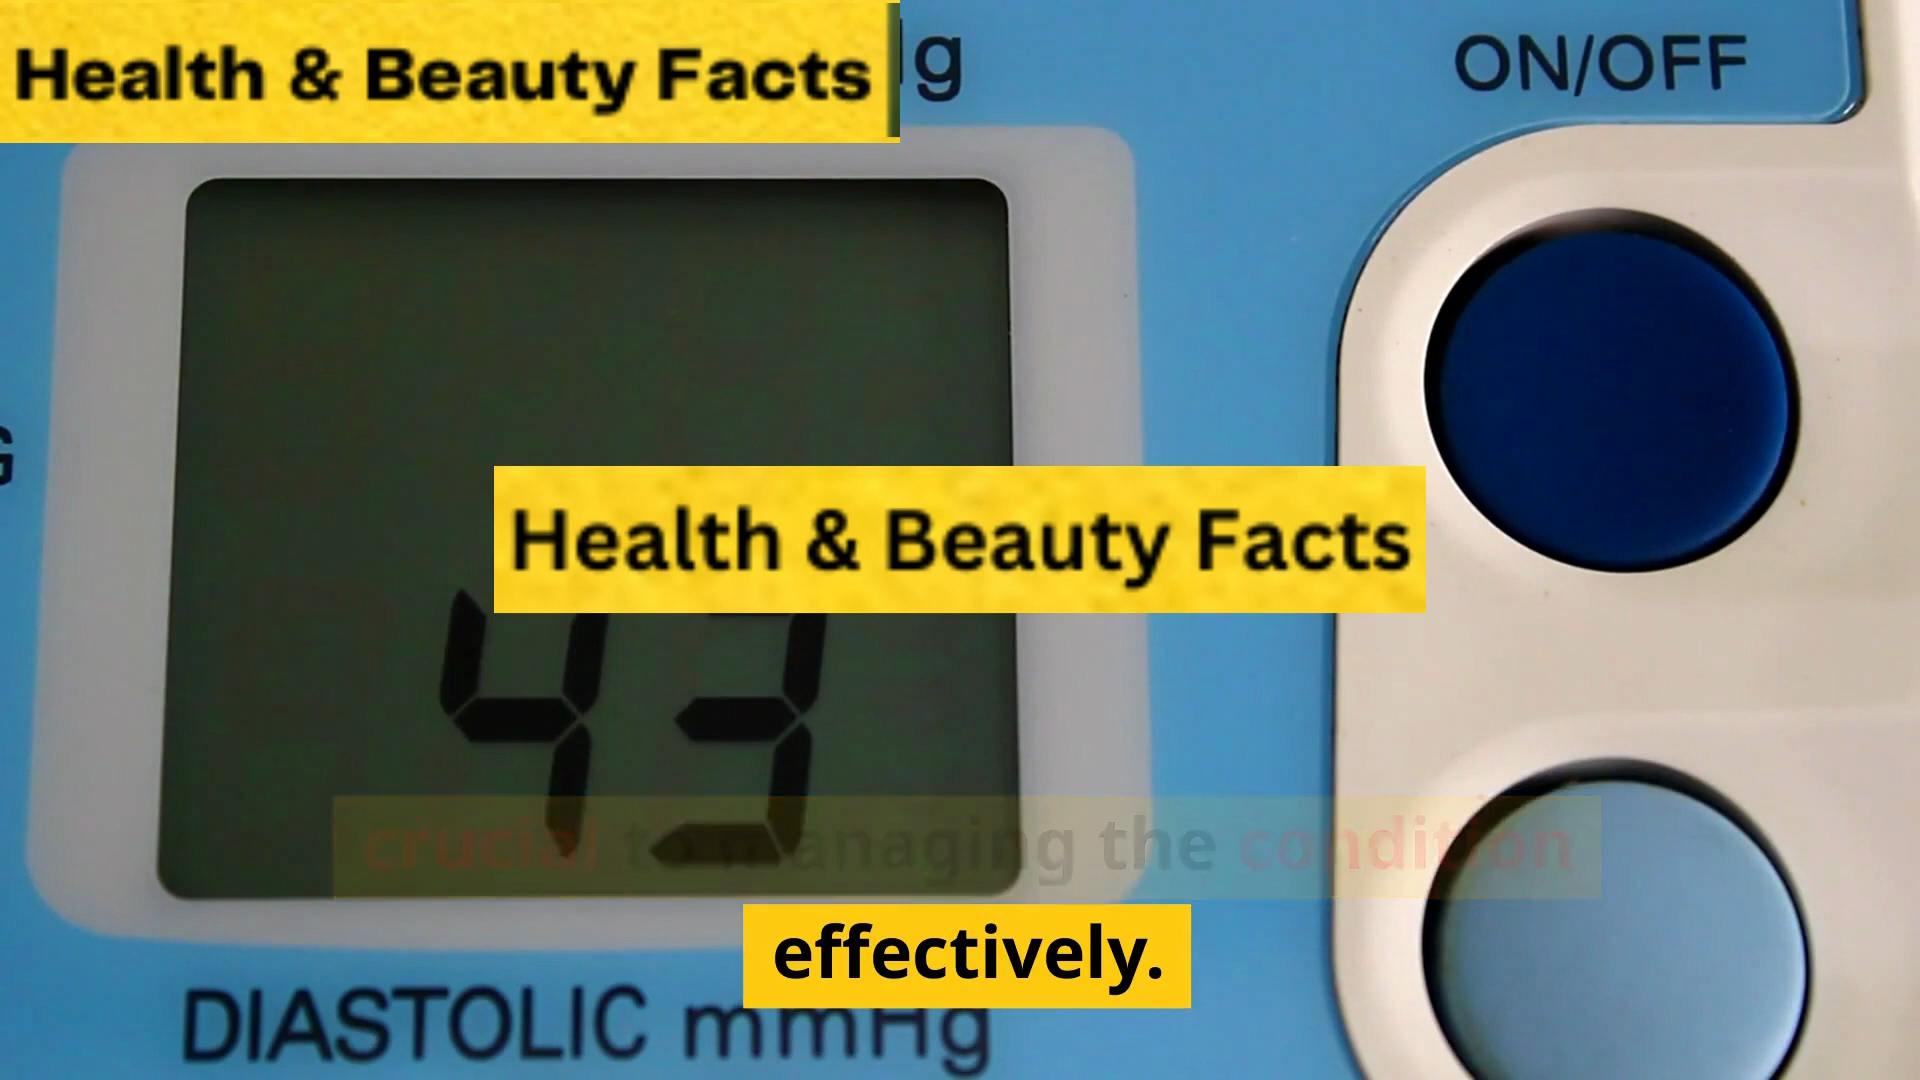 Health & Beauty Facts
ON/OFF
Health & Beauty Facts
43
crucial to managing the condition
effectively.
DIASTOLIC mmHg